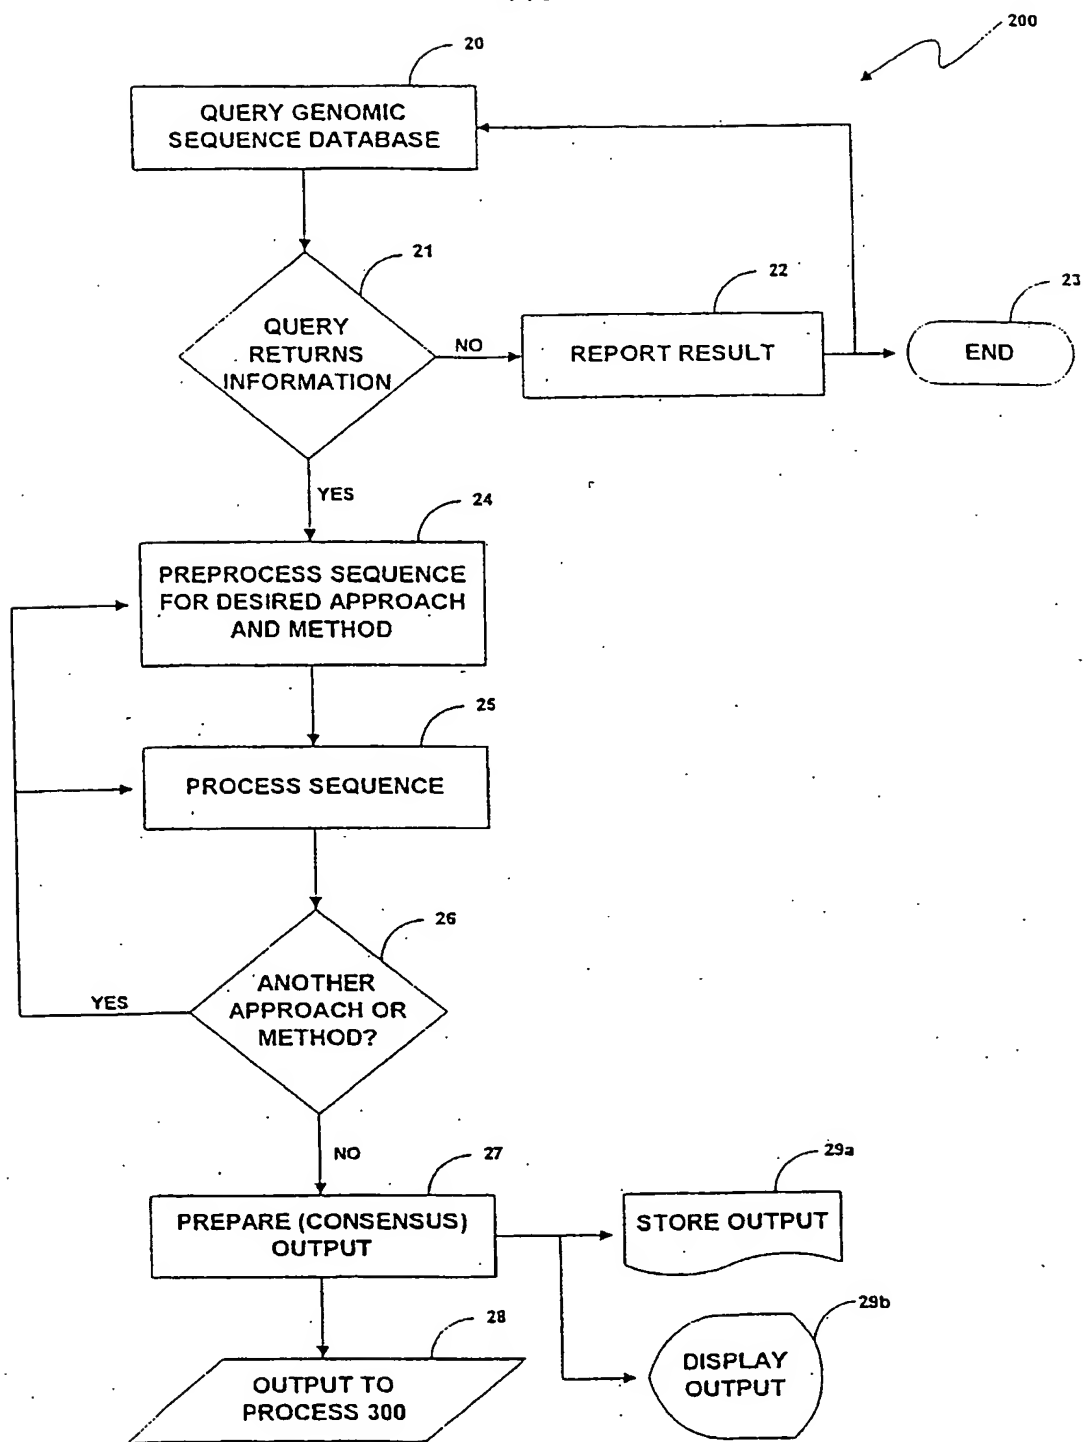 200
20
QUERY GENOMIC
SEQUENCE DATABASE
21
QUERY
RETURNS
INFORMATION
NO
22
REPORT RESULT
23
END
YES
24
PREPROCESS SEQUENCE
FOR DESIRED APPROACH
AND METHOD
25
PROCESS SEQUENCE
26
ANOTHER
APPROACH OR
METHOD?
YES
NO
27
PREPARE (CONSENSUS)
OUTPUT
29a
STORE OUTPUT
28
OUTPUT TO
PROCESS 300
29b
DISPLAY
OUTPUT